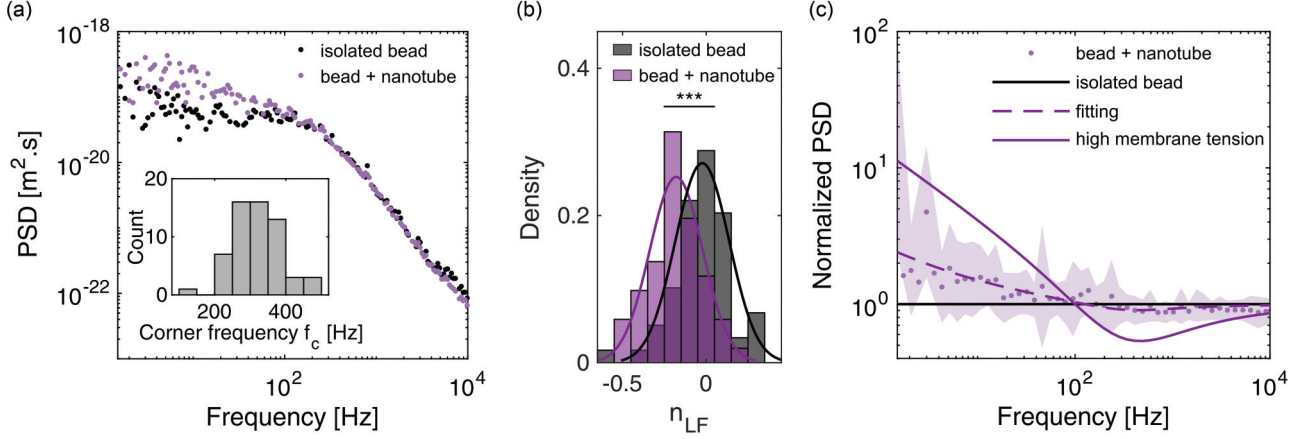 (a)
10^-18
10^-20
10^-22
PSD [m².s]
isolated bead
bead + nanotube
20
10
0
Count
200 400
Corner frequency f_c [Hz]
10^2 10^4
Frequency [Hz]
(b)
isolated bead
bead + nanotube
***
0.4
0.2
0
Density
-0.5 0
n_LF
(c)
10^2
10^1
10^0
Normalized PSD
bead + nanotube
isolated bead
fitting
high membrane tension
10^2 10^4
Frequency [Hz]